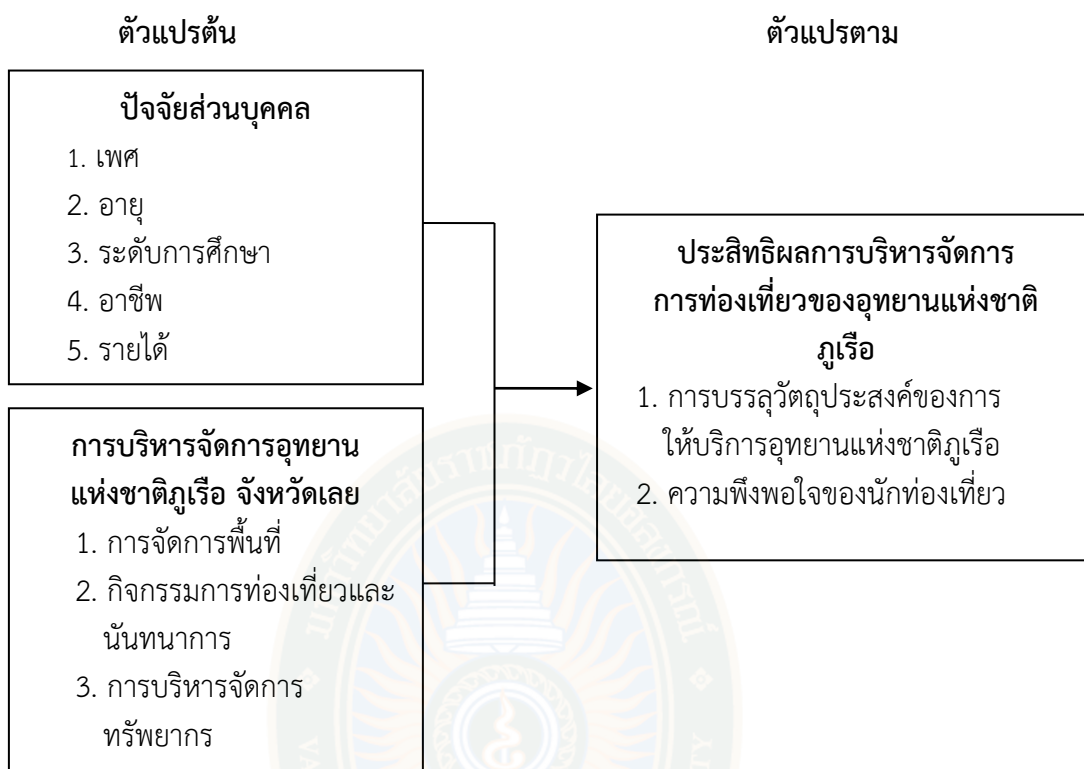 ตัวแปรต้น
ตัวแปรตาม
ปัจจัยส่วนบุคคล
1. เพศ
2. อายุ
3. ระดับการศึกษา
4. อาชีพ
5. รายได้
การบริหารจัดการอุทยาน
แห่งชาติภูเรือ จังหวัดเลย
1. การจัดการพื้นที่
2. กิจกรรมการท่องเที่ยวและ
นันทนาการ
3. การบริหารจัดการ
ทรัพยากร
ประสิทธิผลการบริหารจัดการ
การท่องเที่ยวของอุทยานแห่งชาติ
ภูเรือ
1. การบรรลุวัตถุประสงค์ของการ
ให้บริการอุทยานแห่งชาติภูเรือ
2. ความพึงพอใจของนักท่องเที่ยว